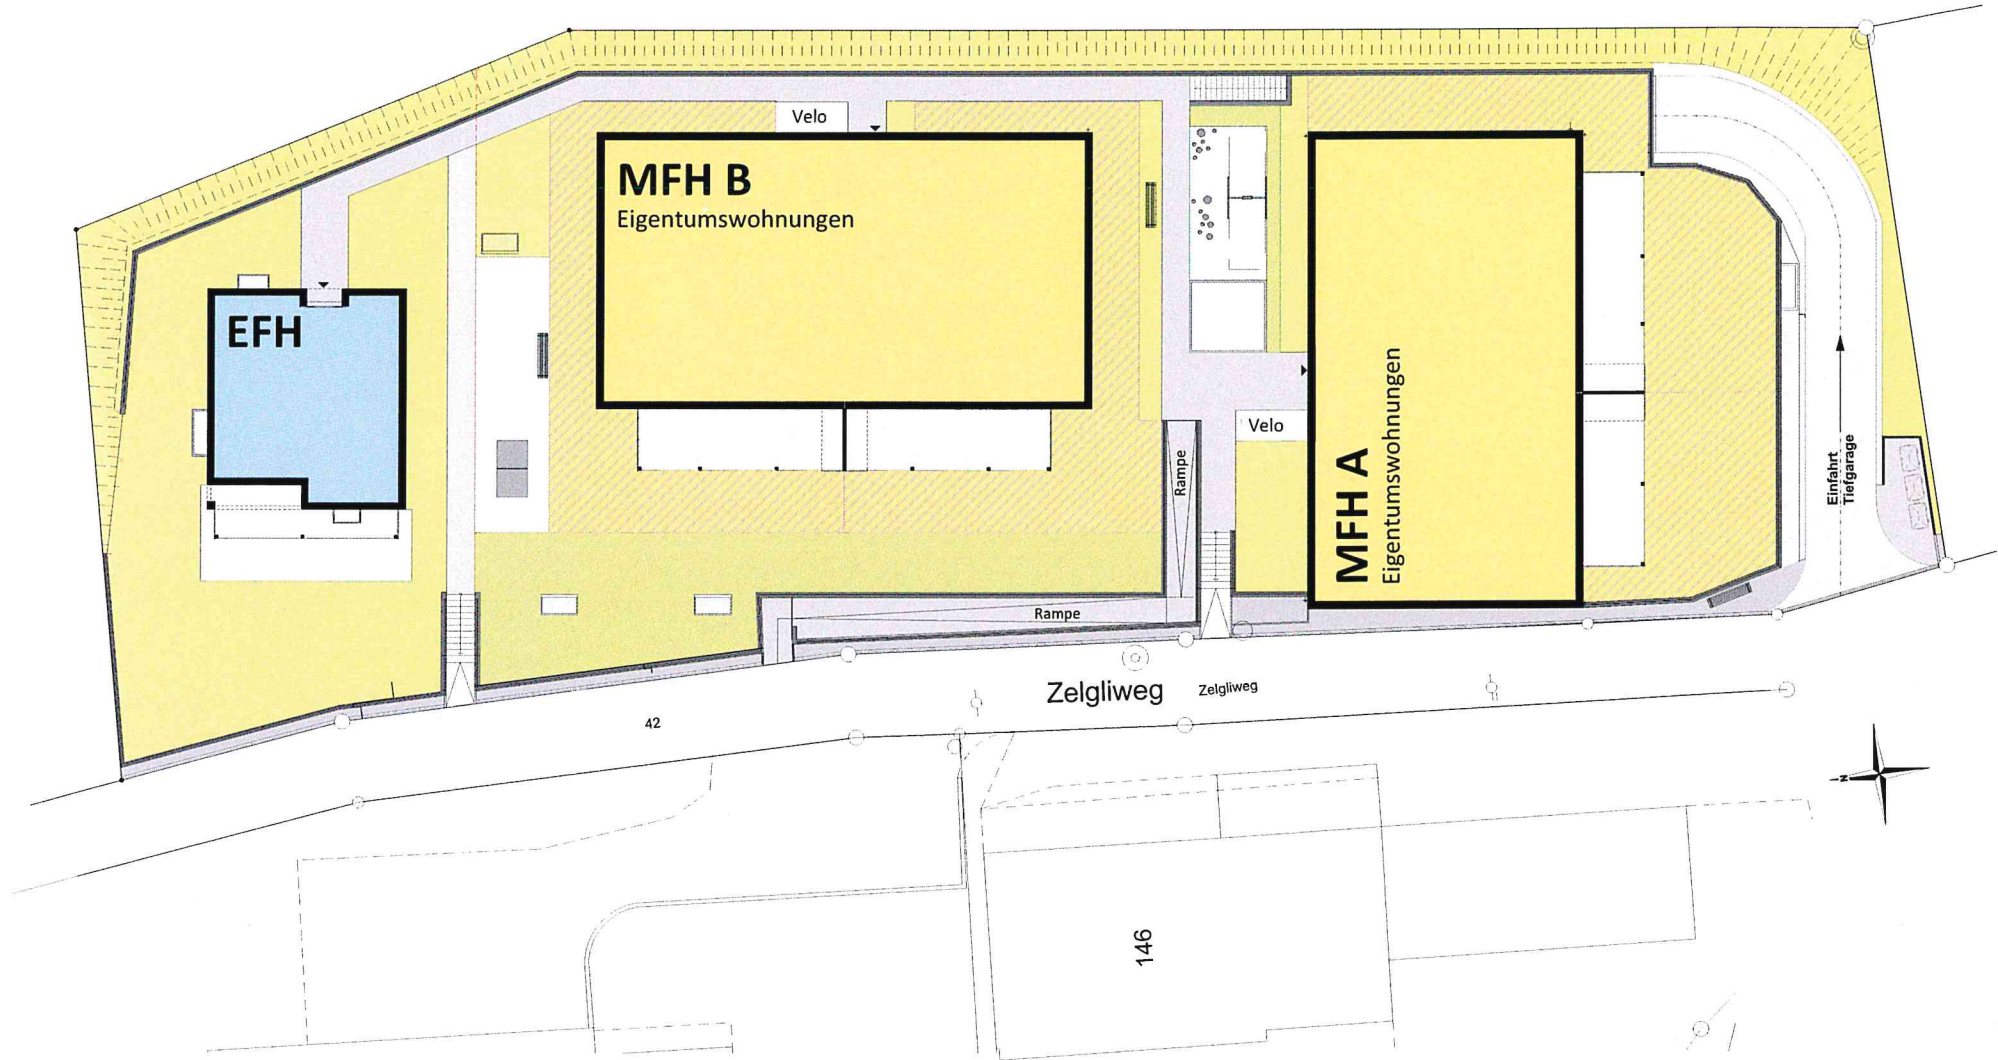 Velo
MFH B
Eigentumswohnungen
EFH
Velo
MFH A
Eigentumswohnungen
Rampe
Rampe
Einfahrt
Tiefgarage
Zelgliweg
Zelgliweg
42
N
146